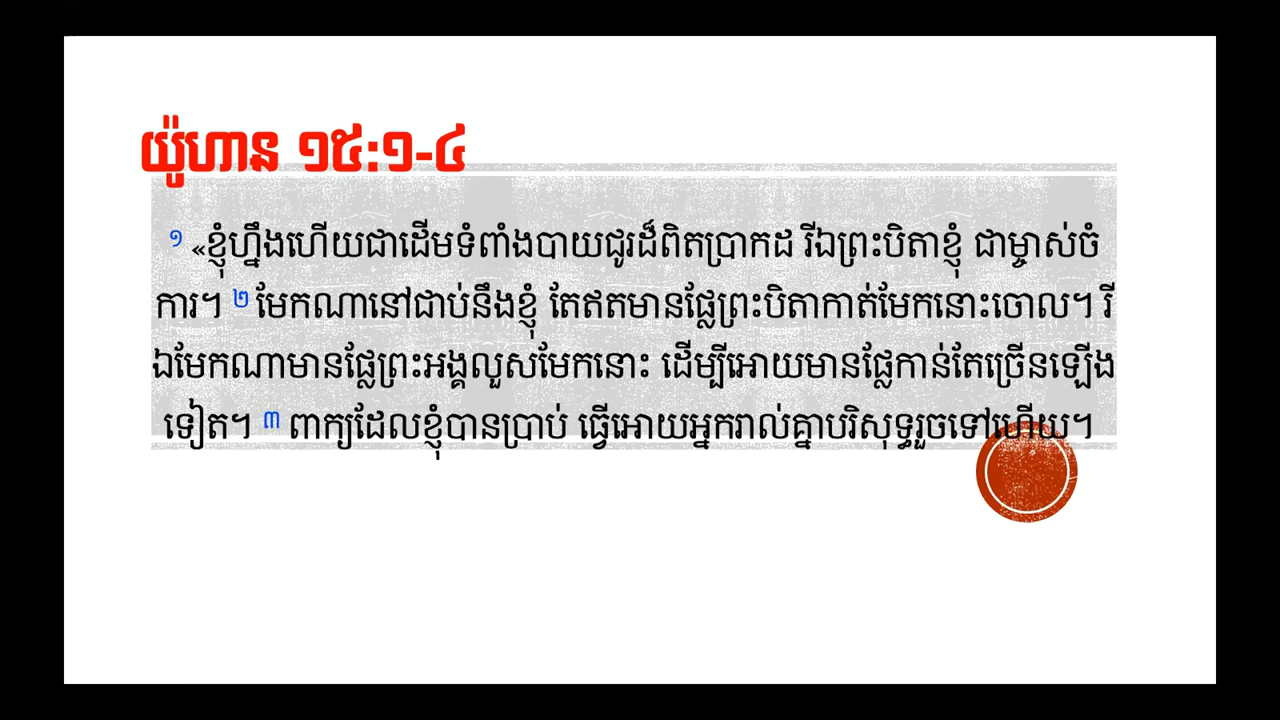 យ៉ូហាន ១៥:១-៤
១ «ខ្ញុំហ្នឹងហើយជាដើមទំពាំងបាយជូរដ៏ពិតប្រាកដ រីឯព្រះបិតាខ្ញុំ ជាម្ចាស់ចំ
ការ។ ២ មែកណានៅជាប់នឹងខ្ញុំ តែឥតមានផ្លែព្រះបិតាកាត់មែកនោះចោល។ រី
ឯមែកណាមានផ្លែព្រះអង្គលួសមែកនោះ ដើម្បីអោយមានផ្លែកាន់តែច្រើនឡើង
ទៀត។ ៣ ពាក្យដែលខ្ញុំបានប្រាប់ ធ្វើអោយអ្នករាល់គ្នាបរិសុទ្ធរួចទៅហើយ។